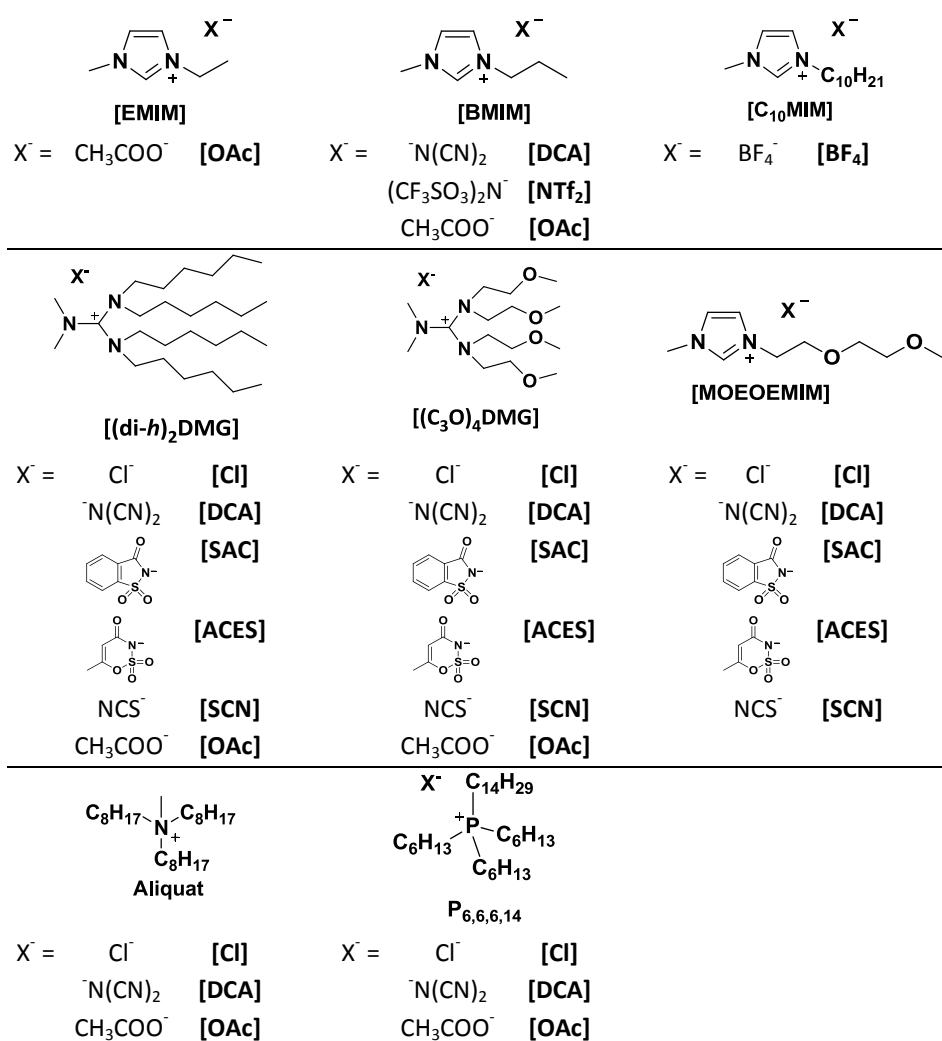 X⁻ X⁻ X⁻
N N + N N + N N + C₁₀H₂₁
[EMIM] [BMIM] [C₁₀MIM]
X⁻ = CH₃COO⁻ [OAc] X⁻ = ⁻N(CN)₂ [DCA] X⁻ = BF₄⁻ [BF₄]
(CF₃SO₃)₂N⁻ [NTf₂]
CH₃COO⁻ [OAc]
X⁻ N N + N N X⁻ N N + N N O O O O X⁻ N N + O O
[(di-h)₂DMG] [(C₃O)₄DMG] [MOEOEMIM]
X⁻ = Cl⁻ [Cl] X⁻ = Cl⁻ [Cl] X⁻ = Cl⁻ [Cl]
⁻N(CN)₂ [DCA] ⁻N(CN)₂ [DCA] ⁻N(CN)₂ [DCA]
O N– S O O [SAC] O N– S O O [SAC] O N– S O O [SAC]
O N– O S O O [ACES] O N– O S O O [ACES] O N– O S O O [ACES]
NCS⁻ [SCN] NCS⁻ [SCN] NCS⁻ [SCN]
CH₃COO⁻ [OAc] CH₃COO⁻ [OAc]
X⁻ C₁₄H₂₉
C₈H₁₇ N + C₈H₁₇ + P
C₆H₁₃ C₆H₁₃
C₈H₁₇ C₆H₁₃
Aliquat
P₆,₆,₆,₁₄
X⁻ = Cl⁻ [Cl] X⁻ = Cl⁻ [Cl]
⁻N(CN)₂ [DCA] ⁻N(CN)₂ [DCA]
CH₃COO⁻ [OAc] CH₃COO⁻ [OAc]